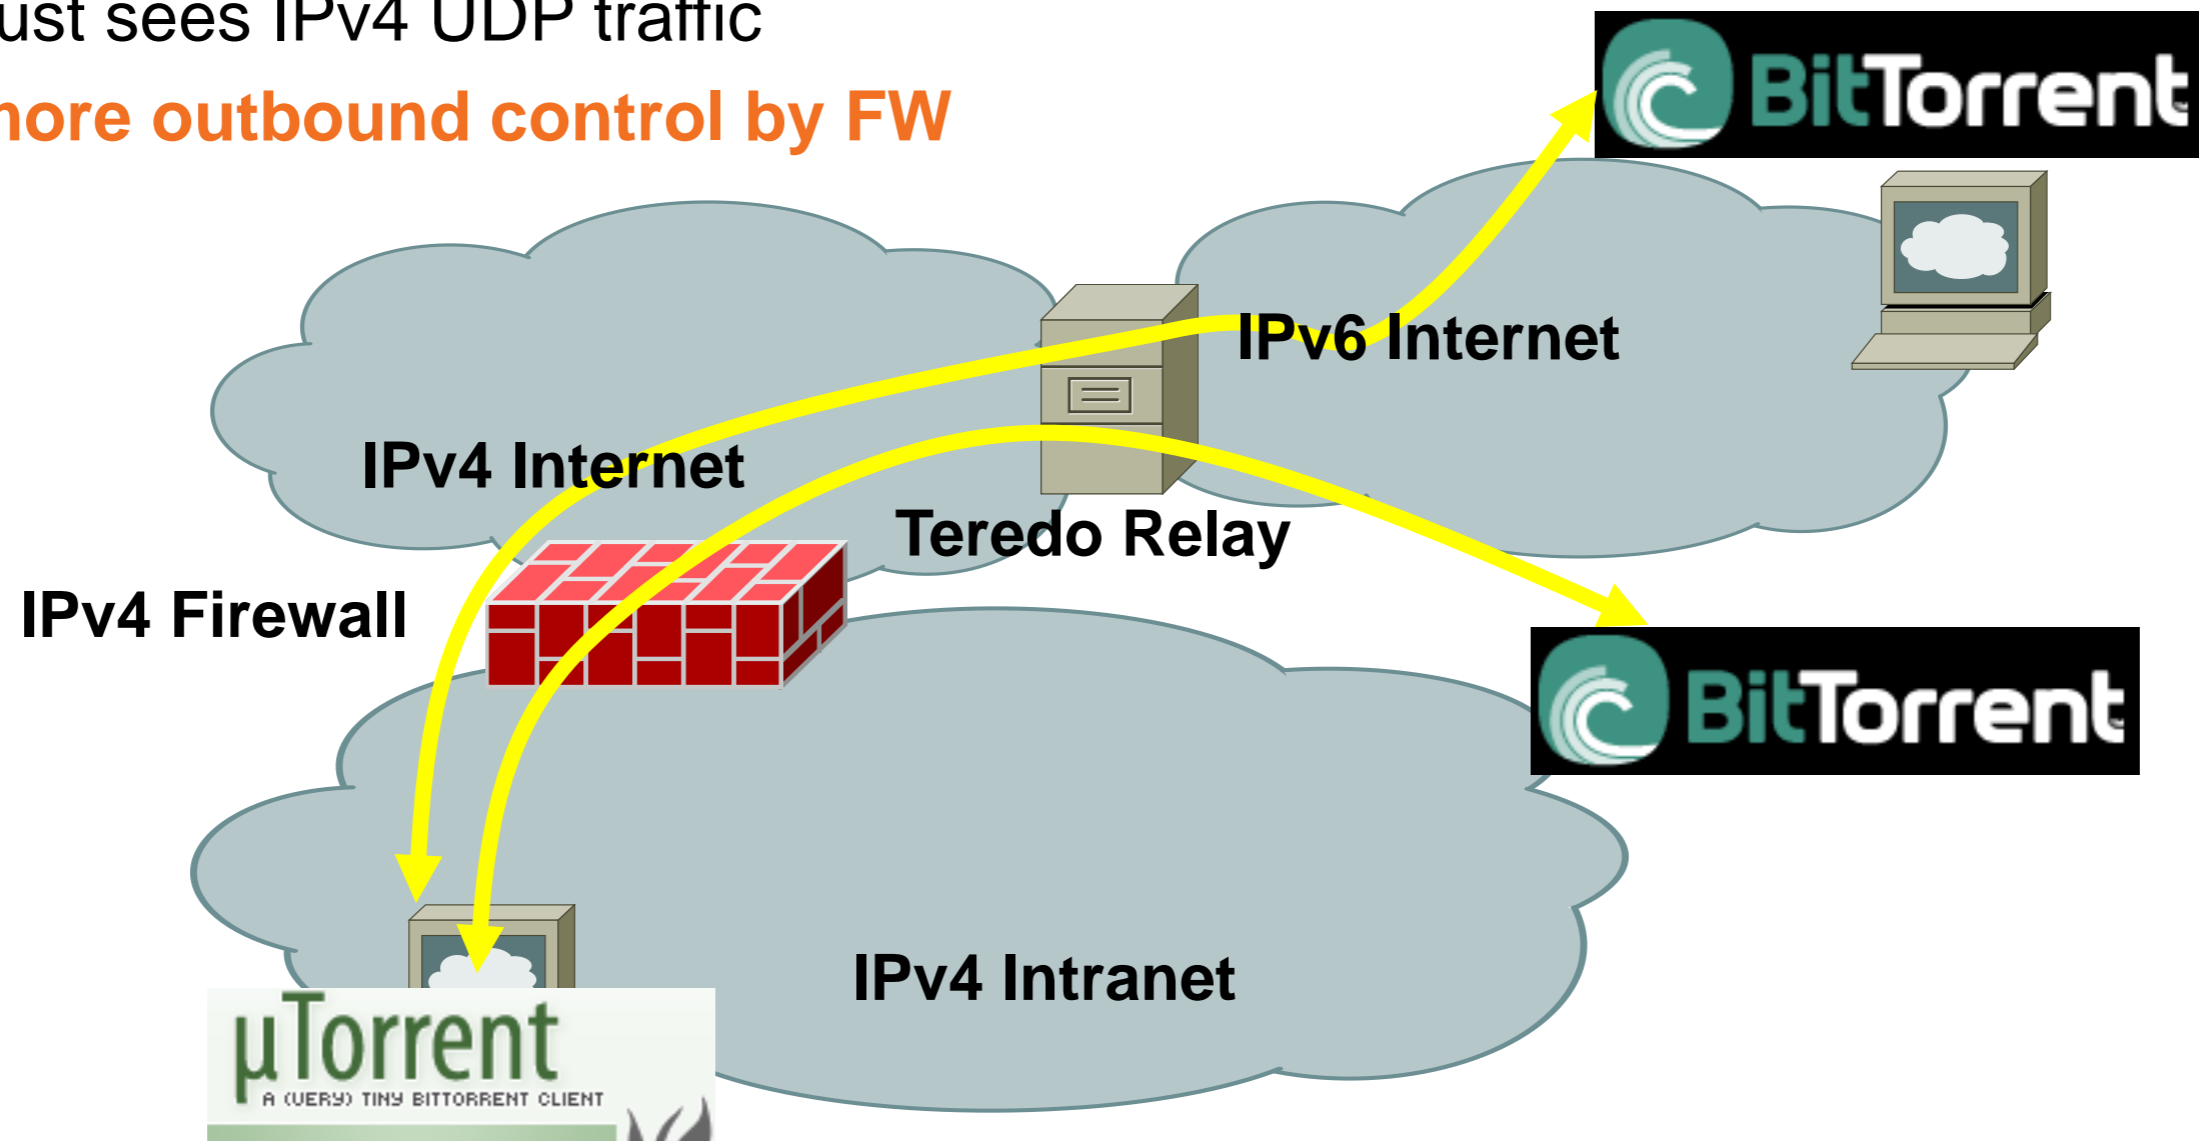 ust sees IPv4 UDP traffic
more outbound control by FW
BitTorrent
IPv6 Internet
IPv4 Internet
Teredo Relay
IPv4 Firewall
BitTorrent
IPv4 Intranet
µTorrent
A (VERY) TINY BITTORRENT CLIENT